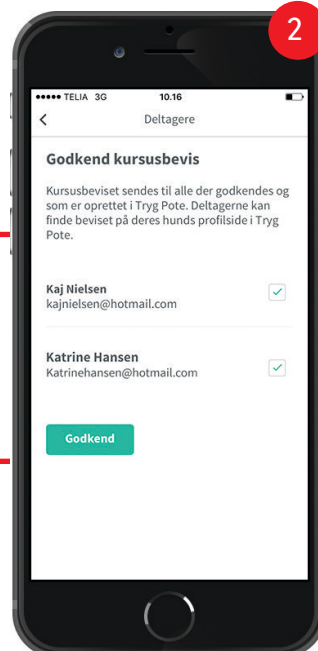 2
TELIA 3G 10.16
Deltagere
Godkend kursusbevis
Kursusbeviset sendes til alle der godkendes og
som er oprettet i Tryg Pote. Deltagerne kan
finde beviset på deres hunds profilside i Tryg
Pote.
Kaj Nielsen
kajnielsen@hotmail.com
Katrine Hansen
Katrinehansen@hotmail.com
Godkend